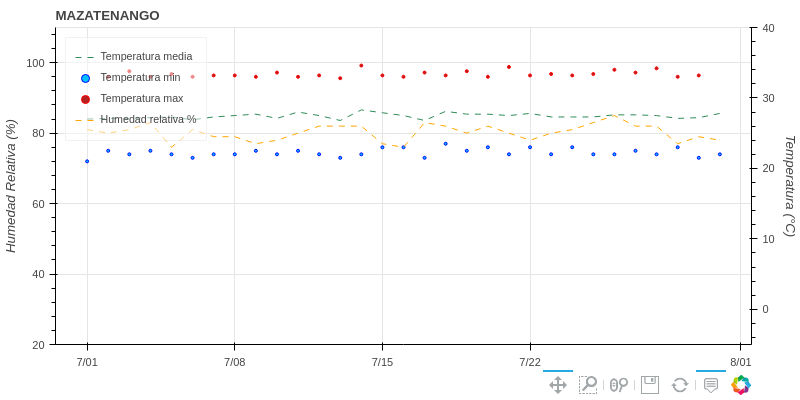 MAZATENANGO
Temperatura media
Temperatura min
Temperatura max
Humedad relativa %
Humedad Relativa (%)
100
80
60
40
20
Temperatura (°C)
40
30
20
10
0
7/01
7/08
7/15
7/22
8/01